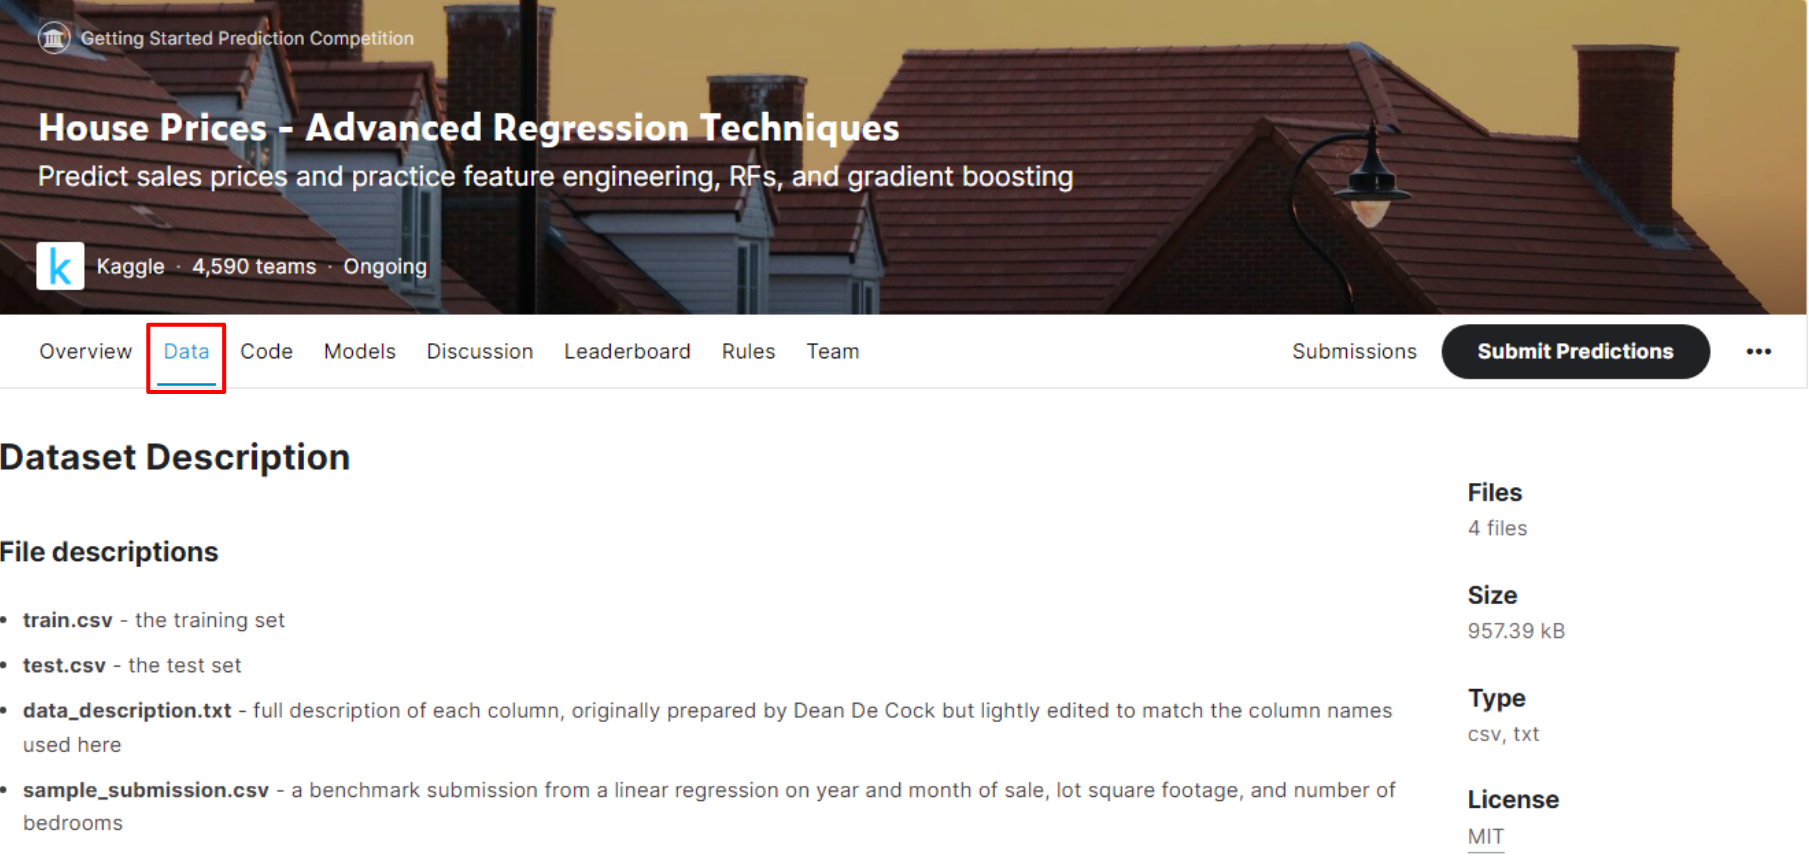 Getting Started Prediction Competition
House Prices - Advanced Regression Techniques
Predict sales prices and practice feature engineering, RFs, and gradient boosting
k Kaggle · 4,590 teams · Ongoing
Overview Data Code Models Discussion Leaderboard Rules Team Submissions Submit Predictions •••
Dataset Description
File descriptions
• train.csv - the training set
• test.csv - the test set
• data_description.txt - full description of each column, originally prepared by Dean De Cock but lightly edited to match the column names
used here
• sample_submission.csv - a benchmark submission from a linear regression on year and month of sale, lot square footage, and number of
bedrooms
Files
4 files
Size
957.39 kB
Type
csv, txt
License
MIT